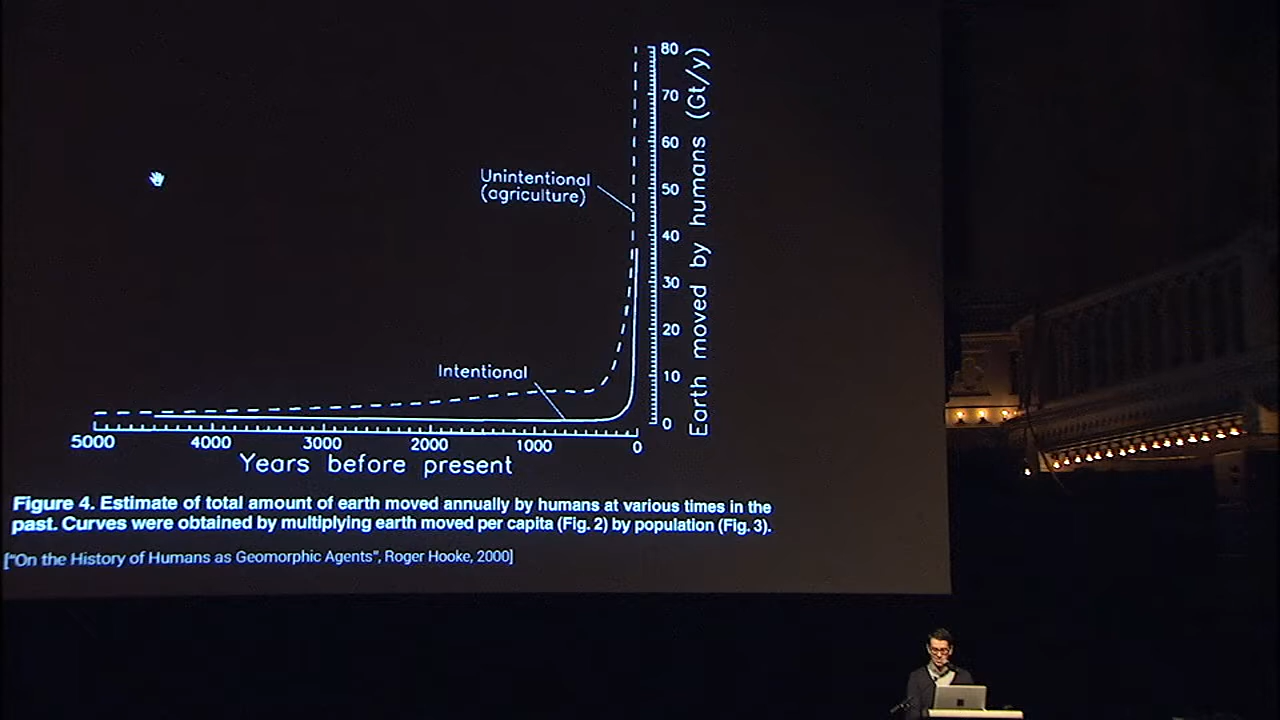 80
70
60
50
40
30
20
10
0
Earth moved by humans (Gt/y)
Unintentional
(agriculture)
Intentional
5000 4000 3000 2000 1000 0
Years before present
Figure 4. Estimate of total amount of earth moved annually by humans at various times in the
past. Curves were obtained by multiplying earth moved per capita (Fig. 2) by population (Fig. 3).
["On the History of Humans as Geomorphic Agents", Roger Hooke, 2000]